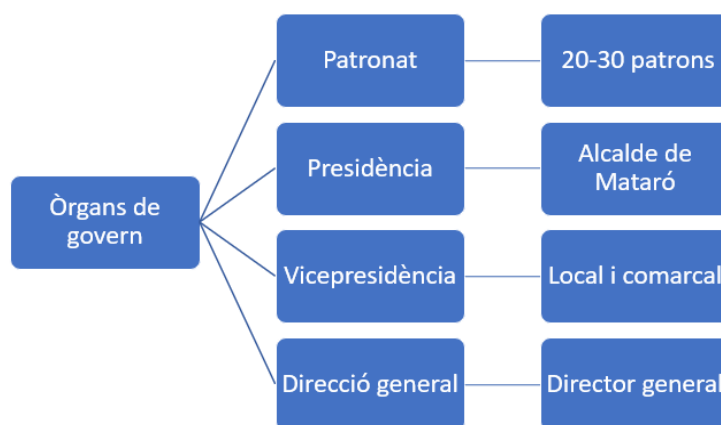 Òrgans de
govern
Patronat
20-30 patrons
Presidència
Alcalde de
Mataró
Vicepresidència
Local i comarcal
Direcció general
Director general